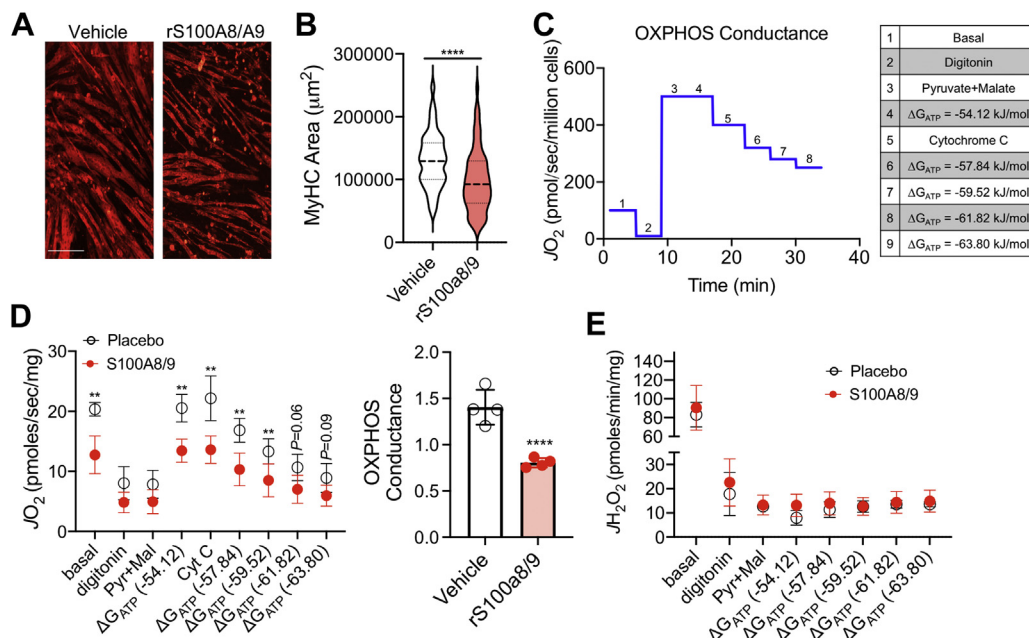 A
Vehicle
rS100A8/A9
B
****
MyHC Area (μm²)
300000
200000
100000
0
Vehicle
rS100a8/9
C
OXPHOS Conductance
JO₂ (pmol/sec/million cells)
600
400
200
0
1
2
3 4
5
6
7
8
0 10 20 30 40
Time (min)
1 Basal
2 Digitonin
3 Pyruvate+Malate
4 ΔG_ATP = -54.12 kJ/mol
5 Cytochrome C
6 ΔG_ATP = -57.84 kJ/mol
7 ΔG_ATP = -59.52 kJ/mol
8 ΔG_ATP = -61.82 kJ/mol
9 ΔG_ATP = -63.80 kJ/mol
D
Placebo
S100A8/9
JO₂ (pmoles/sec/mg)
30
20
10
0
**
**
**
**
**
P=0.06
P=0.09
basal
digitonin
Pyr+Mal
ΔG_ATP (-54.12)
Cyt C
ΔG_ATP (-57.84)
ΔG_ATP (-59.52)
ΔG_ATP (-61.82)
ΔG_ATP (-63.80)
OXPHOS
Conductance
2.0
1.5
1.0
0.5
0.0
****
Vehicle
rS100a8/9
E
Placebo
S100A8/9
JH₂O₂ (pmoles/min/mg)
140
120
100
80
60
30
20
10
0
basal
digitonin
Pyr+Mal
ΔG_ATP (-54.12)
ΔG_ATP (-57.84)
ΔG_ATP (-59.52)
ΔG_ATP (-61.82)
ΔG_ATP (-63.80)